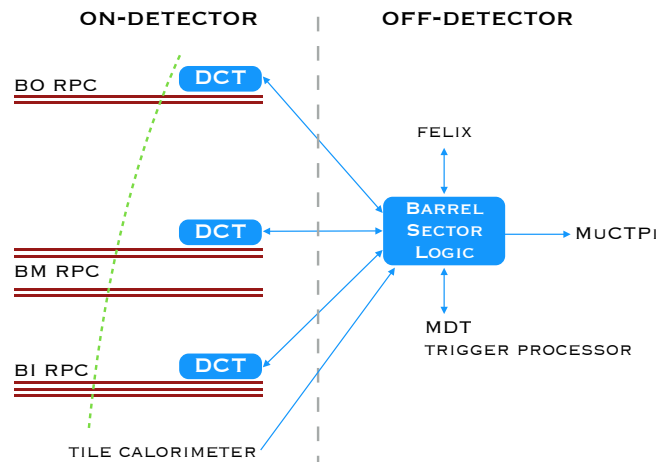 ON-DETECTOR
OFF-DETECTOR
DCT
BO RPC
FELIX
BARREL
SECTOR
LOGIC
DCT
MUCTPI
BM RPC
MDT
TRIGGER PROCESSOR
DCT
BI RPC
TILE CALORIMETER